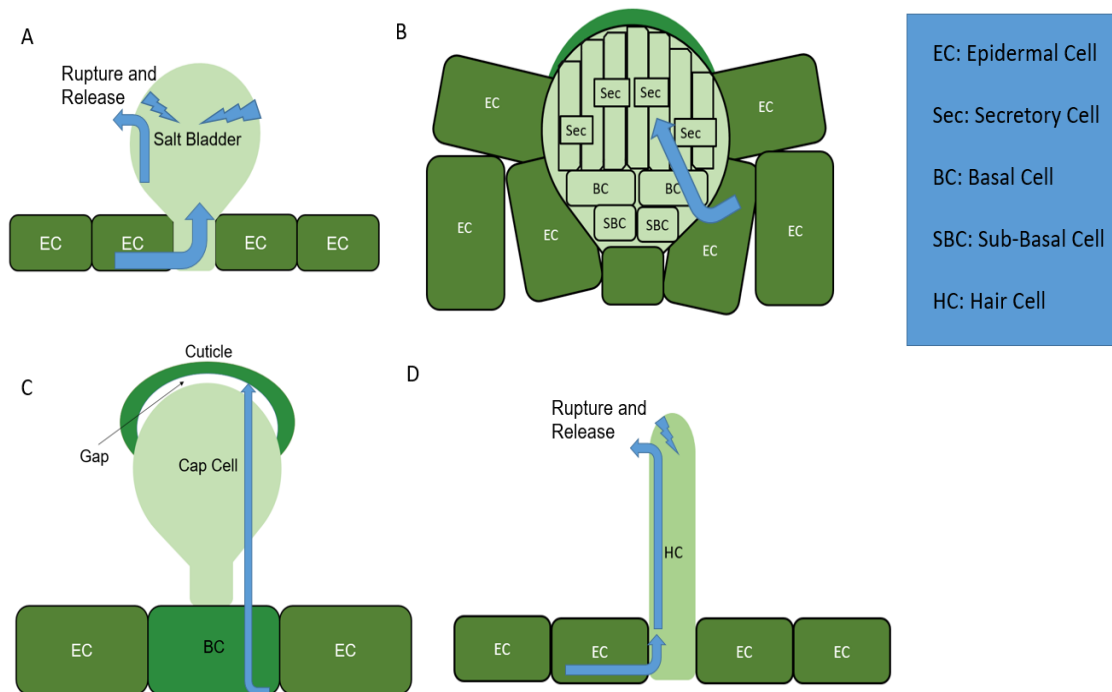 A
Rupture and
Release
Salt Bladder
EC
EC
EC
EC
B
EC
EC
Sec
Sec
Sec
Sec
BC
BC
SBC
SBC
EC
EC
EC
EC
EC: Epidermal Cell
Sec: Secretory Cell
BC: Basal Cell
SBC: Sub-Basal Cell
HC: Hair Cell
C
Cuticle
Gap
Cap Cell
EC
BC
EC
D
Rupture and
Release
HC
EC
EC
EC
EC